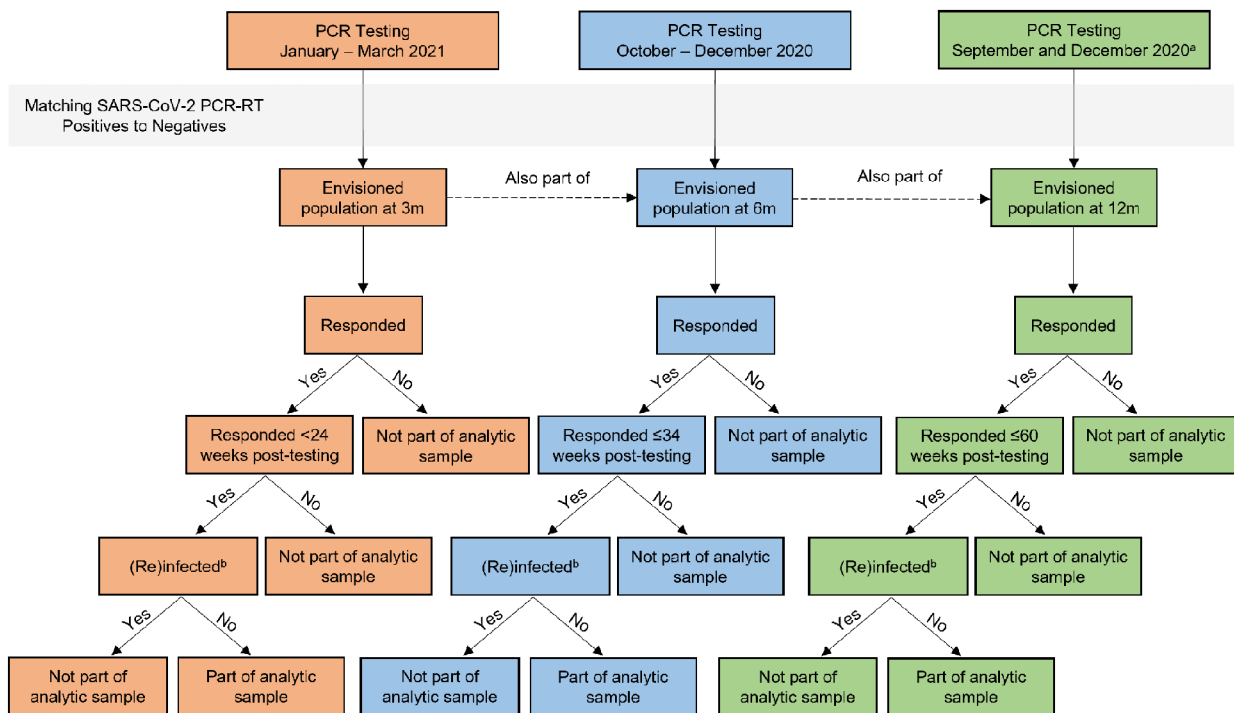 PCR Testing
January – March 2021
PCR Testing
October – December 2020
PCR Testing
September and December 2020ᵃ
Matching SARS-CoV-2 PCR-RT
Positives to Negatives
Envisioned
population at 3m
Also part of
Envisioned
population at 6m
Also part of
Envisioned
population at 12m
Responded
Responded
Responded
Yes
No
Yes
No
Yes
No
Responded <24
weeks post-testing
Not part of analytic
sample
Responded ≤34
weeks post-testing
Not part of analytic
sample
Responded ≤60
weeks post-testing
Not part of analytic
sample
Yes
No
Yes
No
Yes
No
(Re)infectedᵇ
Not part of analytic
sample
(Re)infectedᵇ
Not part of analytic
sample
(Re)infectedᵇ
Not part of analytic
sample
Yes
No
Yes
No
Yes
No
Not part of
analytic sample
Part of analytic
sample
Not part of
analytic sample
Part of analytic
sample
Not part of
analytic sample
Part of analytic
sample